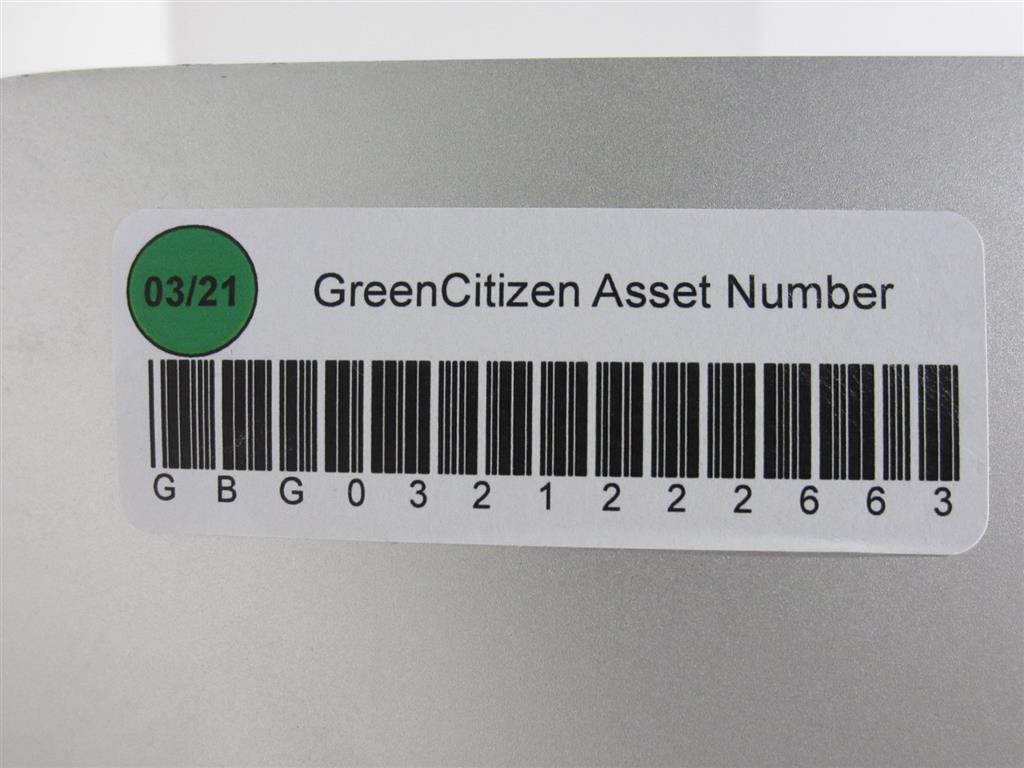 03/21
GreenCitizen Asset Number
G B G 0 3 2 1 2 2 2 6 6 3